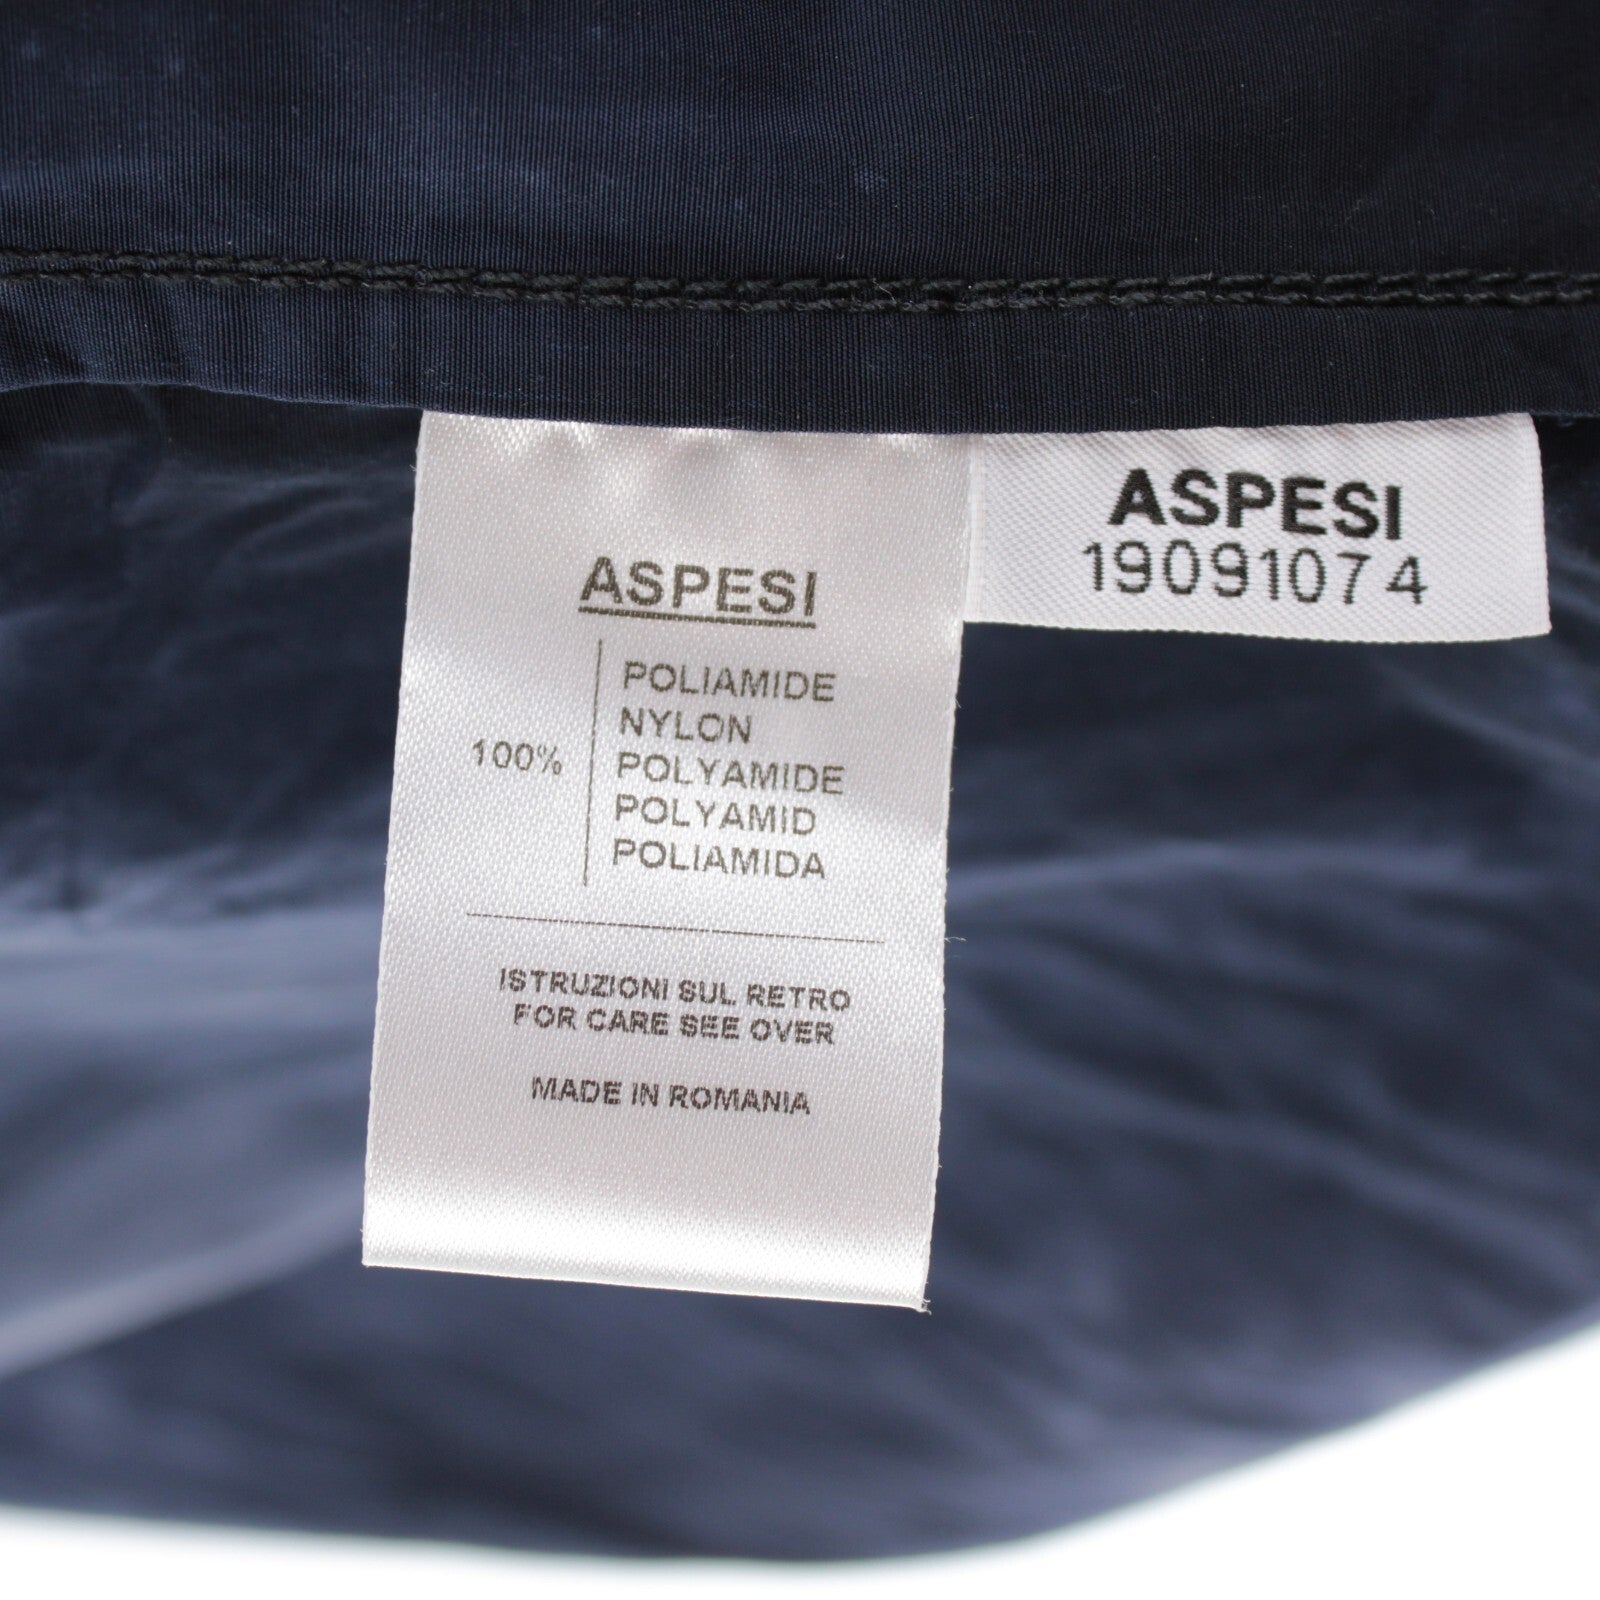 ASPESI
100%
POLIAMIDE
NYLON
POLYAMIDE
POLYAMID
POLIAMIDA
ISTRUZIONI SUL RETRO
FOR CARE SEE OVER
MADE IN ROMANIA
ASPESI
19091074